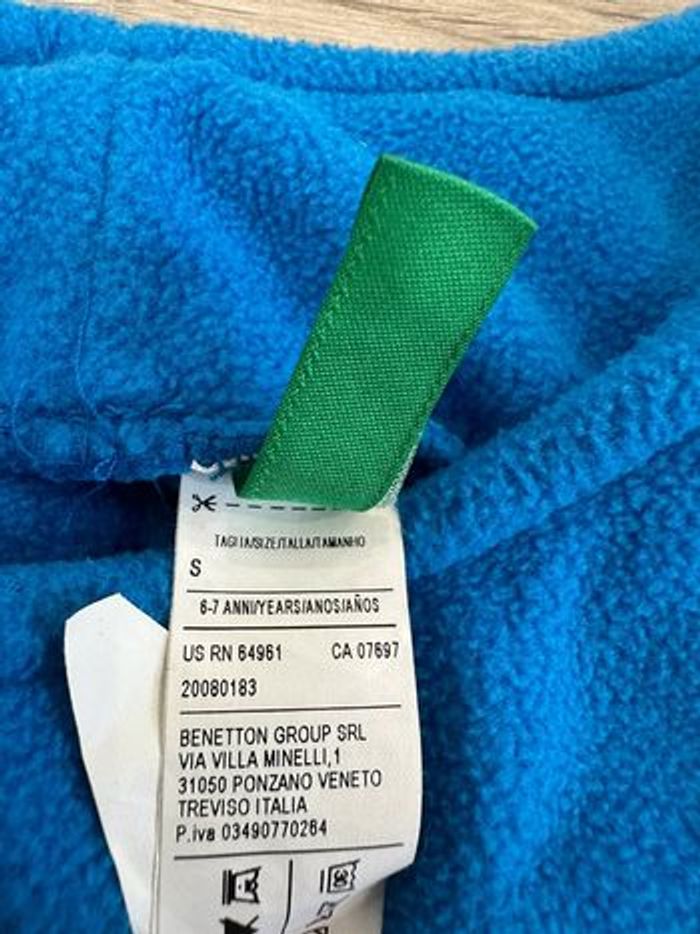 TAGLIA/SIZE/TALLA/TAMANHO
S
6-7 ANNI/YEARS/ANOS/AÑOS
US RN 64961 CA 07697
20080183
BENETTON GROUP SRL
VIA VILLA MINELLI,1
31050 PONZANO VENETO
TREVISO ITALIA
P.iva 03490770264